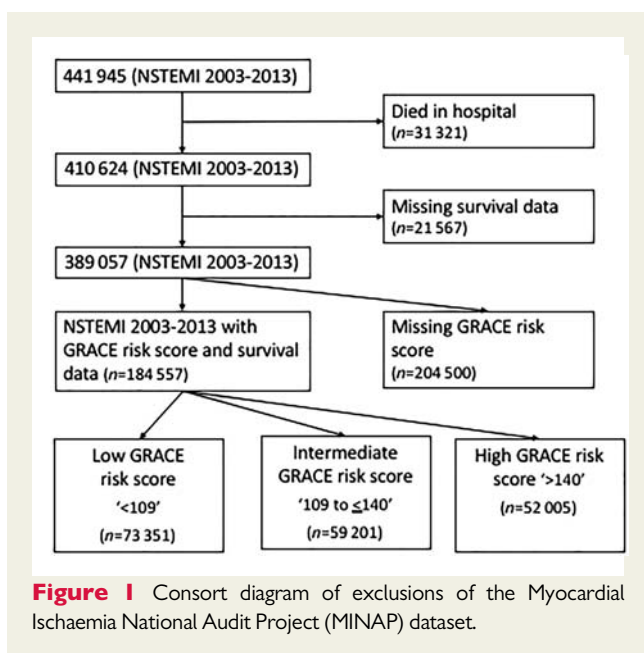 441 945 (NSTEMI 2003-2013)
Died in hospital
(n=31 321)
410 624 (NSTEMI 2003-2013)
Missing survival data
(n=21 567)
389 057 (NSTEMI 2003-2013)
NSTEMI 2003-2013 with
GRACE risk score and survival
data (n=184 557)
Missing GRACE risk
score
(n=204 500)
Low GRACE
risk score
'<109'
(n=73 351)
Intermediate
GRACE risk score
'109 to ≤140'
(n=59 201)
High GRACE risk
score '>140'
(n=52 005)
Figure 1 Consort diagram of exclusions of the Myocardial
Ischaemia National Audit Project (MINAP) dataset.